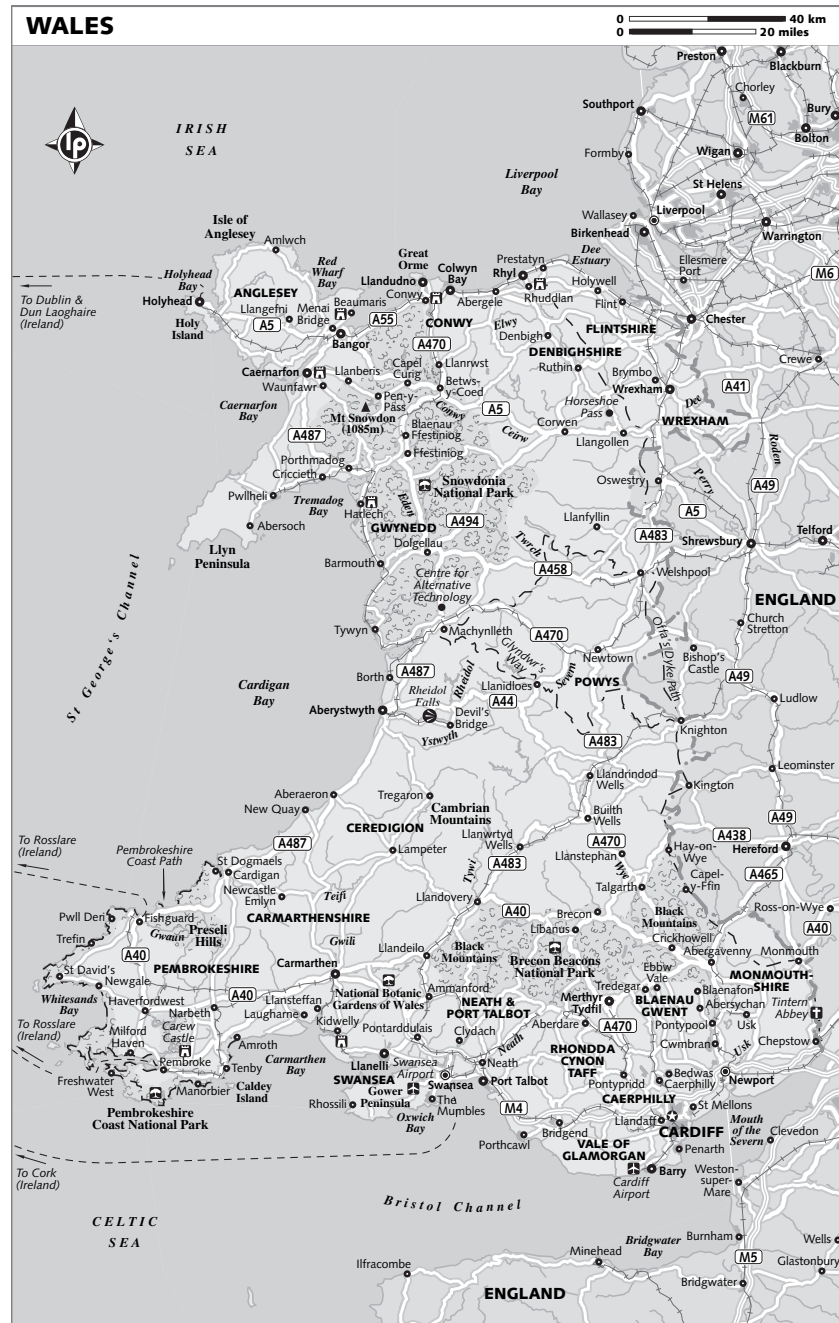 WALES
0 40 km
0 20 miles
Preston
Blackburn
Chorley
Southport
M61
Bury
Bolton
lp
IRISH
SEA
Formby
Wigan
Liverpool
Bay
St Helens
Wallasey
Liverpool
Birkenhead
Warrington
Isle of
Anglesey
Amlwch
Great
Orme
Colwyn
Bay
Prestatyn
Dee
Estuary
Ellesmere
Port
M6
Holyhead
Bay
Red
Wharf
Bay
Llandudno
Rhyl
Holywell
To Dublin &
Dun Laoghaire
(Ireland)
Holyhead
ANGLESEY
Beaumaris
Conwy
Abergele
Rhuddlan
Flint
Holy
Island
Llangefni
Menai
Bridge
A5
A55
CONWY
Elwy
FLINTSHIRE
Chester
Bangor
A470
Denbigh
DENBIGHSHIRE
Caernarfon
Llanberis
Capel
Curig
Llanrwst
Ruthin
Brymbo
Crewe
Waunfawr
Betws-
y-Coed
Wrexham
A41
Caernarfon
Bay
Pen-y-
Pass
Conwy
Horseshoe
Pass
Dee
Mt Snowdon
(1085m)
A5
WREXHAM
A487
Blaenau
Ffestiniog
Ceirw
Corwen
Llangollen
Roden
Ffestiniog
Porthmadog
Criccieth
Snowdonia
National Park
Oswestry
Perry
A49
Pwllheli
Tremadog
Bay
Harlech
Eden
A5
Abersoch
GWYNEDD
A494
Llanfyllin
A483
Telford
Llyn
Peninsula
Dolgellau
Twrch
Shrewsbury
Barmouth
Centre for
Alternative
Technology
A458
Welshpool
ENGLAND
Church
Stretton
Tywyn
Machynlleth
A470
Offa's Dyke Path
St George's Channel
Glyndwr's
Way
Newtown
Bishop's
Castle
Borth
A487
Rheidol
Severn
Cardigan
Bay
Rheidol
Falls
Llanidloes
POWYS
A49
Aberystwyth
Devil's
Bridge
A44
Ludlow
Ystwyth
Knighton
A483
Llandrindod
Wells
Leominster
Kington
Aberaeron
Tregaron
New Quay
Cambrian
Mountains
Builth
Wells
CEREDIGION
A49
To Rosslare
(Ireland)
Pembrokeshire
Coast Path
A487
Lampeter
Llanwrtyd
Wells
A470
A438
Hay-on-
Wye
Hereford
St Dogmaels
Cardigan
A483
Llanstephan
Tywi
Wye
Capel-
y-Ffin
A465
Newcastle
Emlyn
Teifi
Llandovery
Talgarth
Ross-on-Wye
Pwll Deri
Fishguard
CARMARTHENSHIRE
A40
Brecon
Black
Mountains
A40
Trefin
Gwaun
Preseli
Hills
Libanus
Crickhowell
A40
Gwili
Llandeilo
Black
Mountains
Brecon Beacons
National Park
Abergavenny
Monmouth
St David's
PEMBROKESHIRE
Carmarthen
Ebbw
Vale
MONMOUTH-
SHIRE
Newgale
Ammanford
Tredegar
Blaenafon
Whitesands
Bay
Haverfordwest
A40
Llansteffan
National Botanic
Gardens of Wales
NEATH &
PORT TALBOT
Merthyr
Tydfil
BLAENAU
GWENT
Abersychan
Tintern
Abbey
Narbeth
Laugharne
Aberdare
Usk
To Rosslare
(Ireland)
Carew
Castle
Kidwelly
Pontarddulais
Clydach
A470
Pontypool
Milford
Haven
Amroth
Neath
Cwmbran
Usk
Chepstow
Pembroke
Carmarthen
Bay
Llanelli
Swansea
Airport
Neath
RHONDDA
CYNON
TAFF
Bedwas
Freshwater
West
Tenby
SWANSEA
Swansea
Port Talbot
Pontypridd
Caerphilly
Newport
Manorbier
Caldey
Island
Gower
Peninsula
CAERPHILLY
Pembrokeshire
Coast National Park
Rhossili
The
Mumbles
M4
St Mellons
Oxwich
Bay
Llandaff
Mouth
of the
Severn
Bridgend
CARDIFF
Clevedon
Porthcawl
VALE OF
GLAMORGAN
Penarth
To Cork
(Ireland)
Cardiff
Airport
Barry
Weston-
super-
Mare
Bristol Channel
CELTIC
SEA
Bridgwater
Bay
Burnham
Wells
Minehead
M5
Glastonbury
Ilfracombe
Bridgwater
ENGLAND